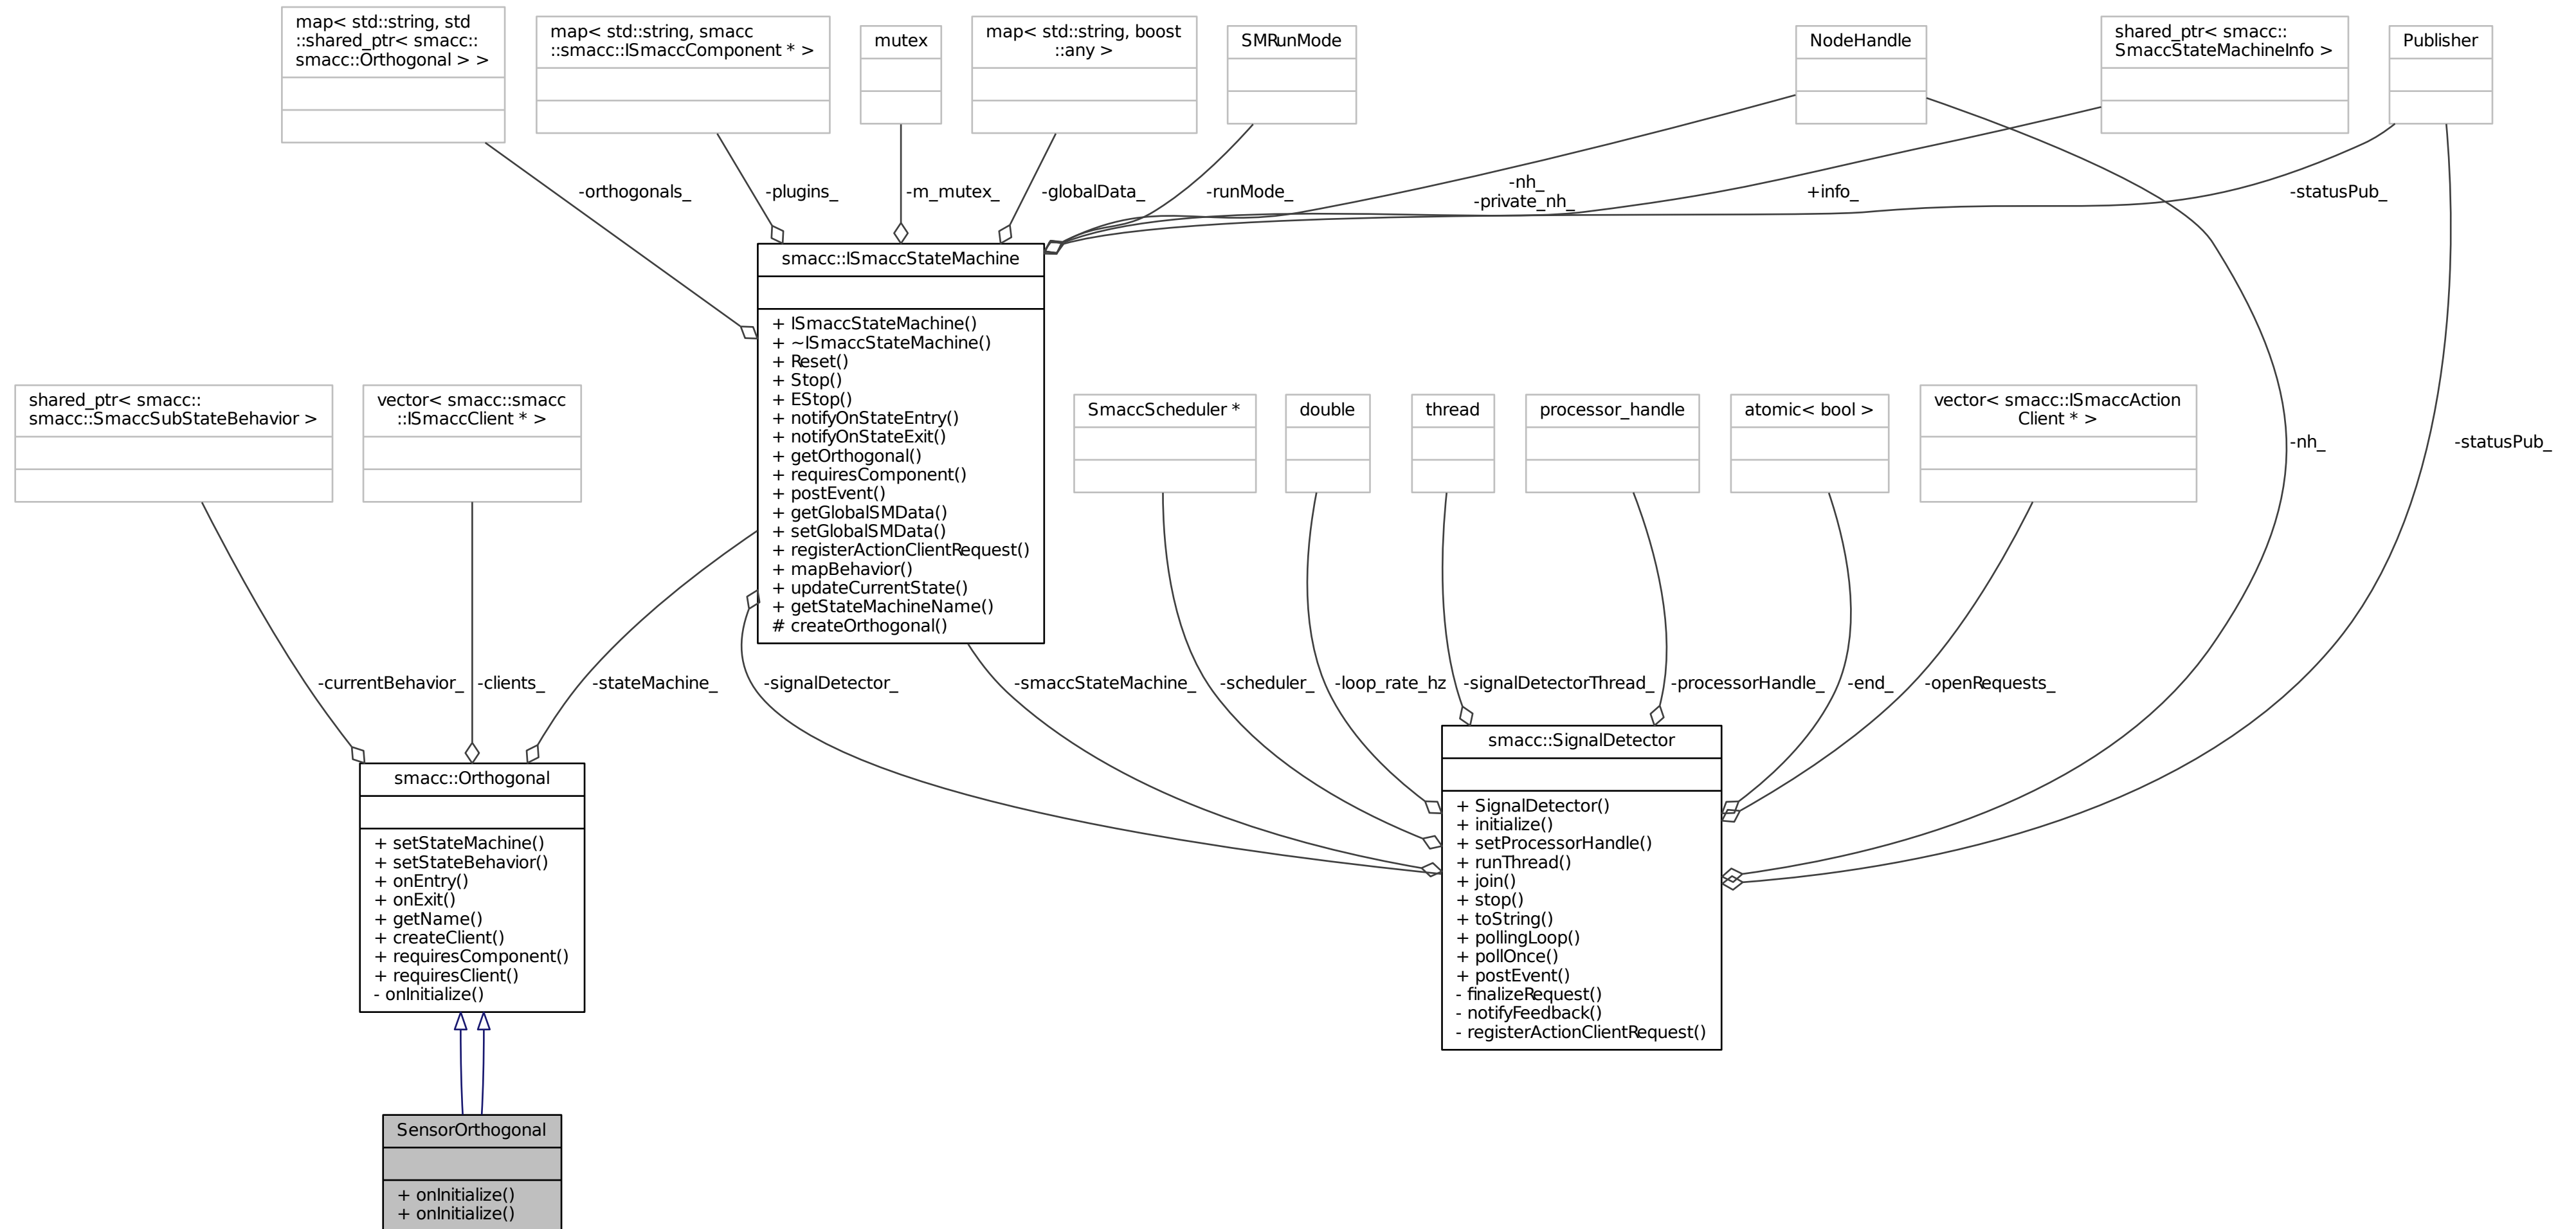 map< std::string, std
::shared_ptr< smacc::
smacc::Orthogonal > >
map< std::string, smacc
::smacc::ISmaccComponent * >
mutex
map< std::string, boost
::any >
SMRunMode
NodeHandle
shared_ptr< smacc::
SmaccStateMachineInfo >
Publisher
-orthogonals_
-plugins_
-m_mutex_
-globalData_
-runMode_
-nh_
-private_nh_
+info_
-statusPub_
smacc::ISmaccStateMachine
+ ISmaccStateMachine()
+ ~ISmaccStateMachine()
+ Reset()
+ Stop()
+ EStop()
+ notifyOnStateEntry()
+ notifyOnStateExit()
+ getOrthogonal()
+ requiresComponent()
+ postEvent()
+ getGlobalSMData()
+ setGlobalSMData()
+ registerActionClientRequest()
+ mapBehavior()
+ updateCurrentState()
+ getStateMachineName()
# createOrthogonal()
shared_ptr< smacc::
smacc::SmaccSubStateBehavior >
vector< smacc::smacc
::ISmaccClient * >
SmaccScheduler *
double
thread
processor_handle
atomic< bool >
vector< smacc::ISmaccAction
Client * >
-nh_
-statusPub_
-currentBehavior_
-clients_
-stateMachine_
-signalDetector_
-smaccStateMachine_
-scheduler_
-loop_rate_hz
-signalDetectorThread_
-processorHandle_
-end_
-openRequests_
smacc::Orthogonal
+ setStateMachine()
+ setStateBehavior()
+ onEntry()
+ onExit()
+ getName()
+ createClient()
+ requiresComponent()
+ requiresClient()
- onInitialize()
smacc::SignalDetector
+ SignalDetector()
+ initialize()
+ setProcessorHandle()
+ runThread()
+ join()
+ stop()
+ toString()
+ pollingLoop()
+ pollOnce()
+ postEvent()
- finalizeRequest()
- notifyFeedback()
- registerActionClientRequest()
SensorOrthogonal
+ onInitialize()
+ onInitialize()